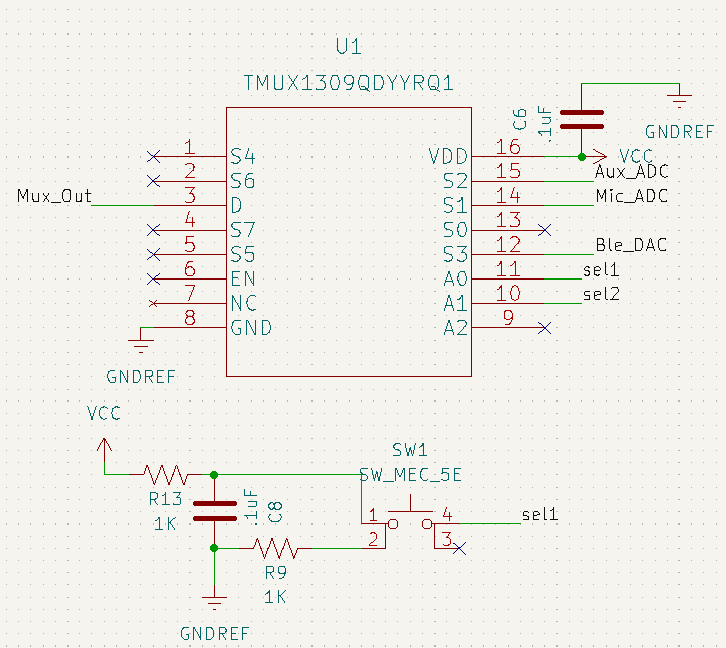 U1
TMUX1309QDYYRQ1
C6
.1uF
GNDREF
1 S4 VDD 16 VCC
2 S6 S2 15 Aux_ADC
Mux_Out 3 D S1 14 Mic_ADC
4 S7 S0 13
5 S5 S3 12 Ble_DAC
6 EN A0 11 sel1
7 NC A1 10 sel2
8 GND A2 9
GNDREF
VCC
SW1
SW_MEC_5E
R13
1K
.1uF
C8
1 4 sel1
2 3
R9
1K
GNDREF